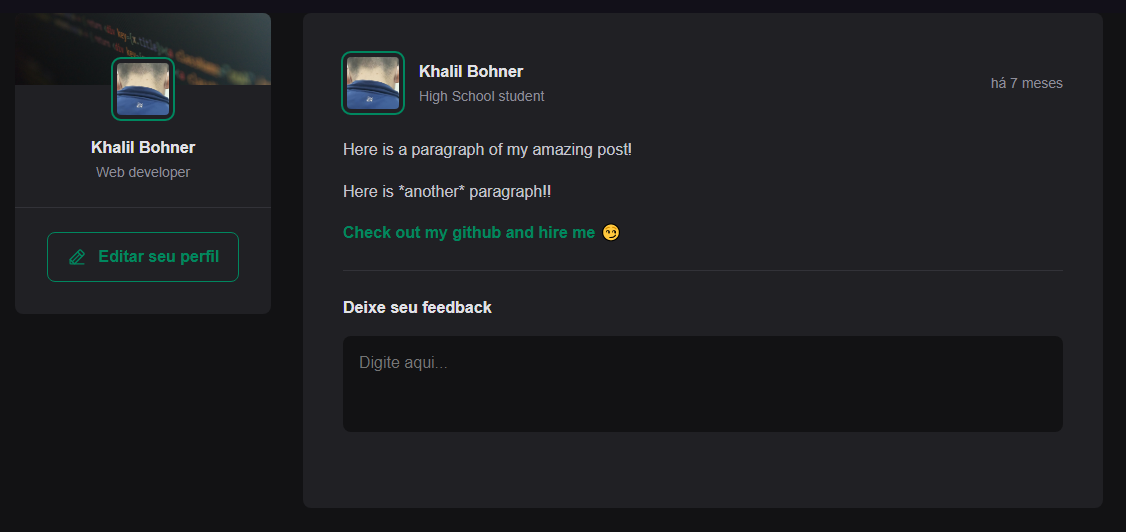 Khalil Bohner
Web developer
Editar seu perfil
Khalil Bohner
High School student
há 7 meses
Here is a paragraph of my amazing post!
Here is *another* paragraph!!
Check out my github and hire me 😏
Deixe seu feedback
Digite aqui...